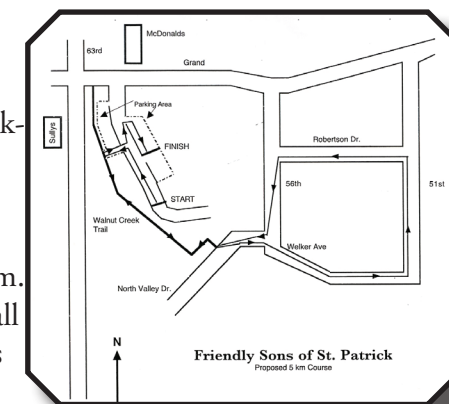 McDonalds
63rd
Grand
Parking Area
k-
Sullys
FINISH
Robertson Dr.
START
56th
51st
Walnut Creek
Trail
Welker Ave
m.
North Valley Dr.
all
s
N
Friendly Sons of St. Patrick
Proposed 5 km Course